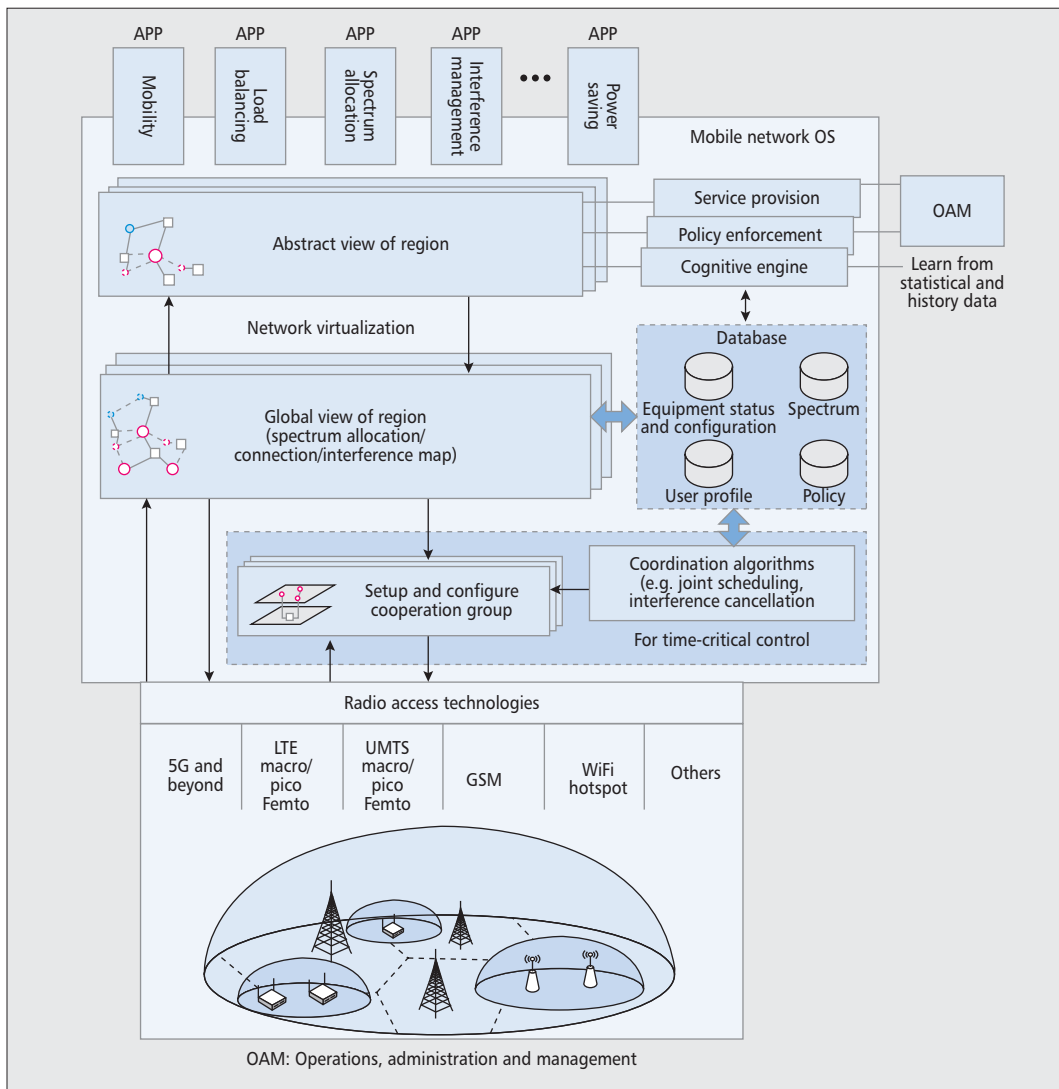 APP
APP
APP
APP
APP
Mobility
Load
balancing
Spectrum
allocation
Interference
management
•••
Power
saving
Mobile network OS
Abstract view of region
Service provision
Policy enforcement
Cognitive engine
OAM
Learn from
statistical and
history data
Network virtualization
Database
Equipment status
and configuration
Spectrum
User profile
Policy
Global view of region
(spectrum allocation/
connection/interference map)
Setup and configure
cooperation group
Coordination algorithms
(e.g. joint scheduling,
interference cancellation
For time-critical control
Radio access technologies
5G and
beyond
LTE
macro/
pico
Femto
UMTS
macro/
pico
Femto
GSM
WiFi
hotspot
Others
OAM: Operations, administration and management